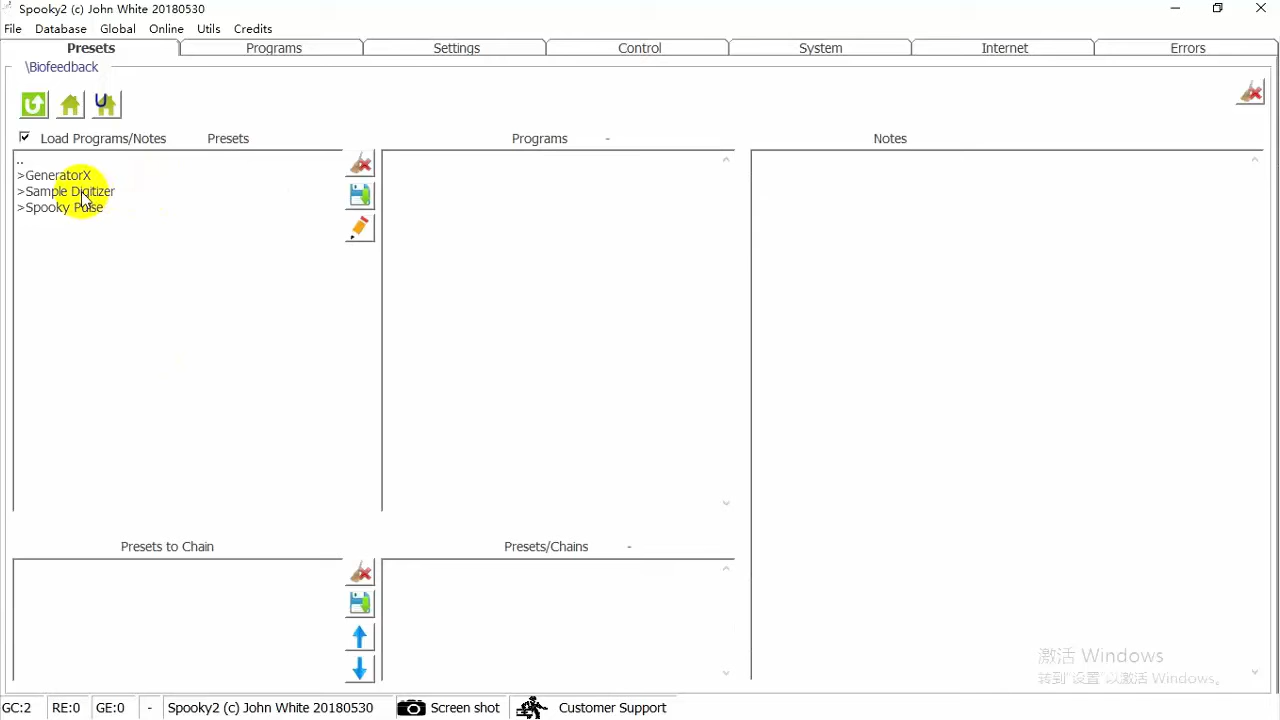 Spooky2 (c) John White 20180530
File Database Global Online Utils Credits
Presets Programs Settings Control System Internet Errors
\Biofeedback
Load Programs/Notes Presets Programs - Notes
..
>GeneratorX
>Sample Digitizer
>Spooky Pulse
Presets to Chain Presets/Chains -
激活 Windows
转到"设置"以激活 Windows。
GC:2 RE:0 GE:0 - Spooky2 (c) John White 20180530 Screen shot Customer Support